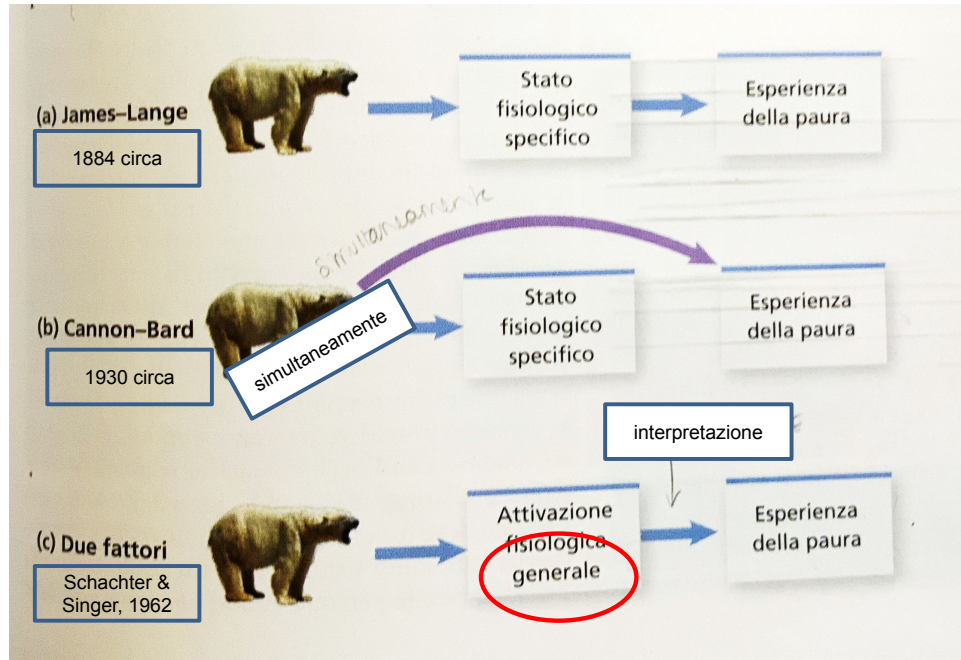 Stato
fisiologico
specifico
Esperienza
della paura
(a) James–Lange
1884 circa
simultaneamente
Stato
fisiologico
specifico
Esperienza
della paura
(b) Cannon–Bard
simultaneamente
1930 circa
interpretazione
Attivazione
fisiologica
generale
Esperienza
della paura
(c) Due fattori
Schachter &
Singer, 1962